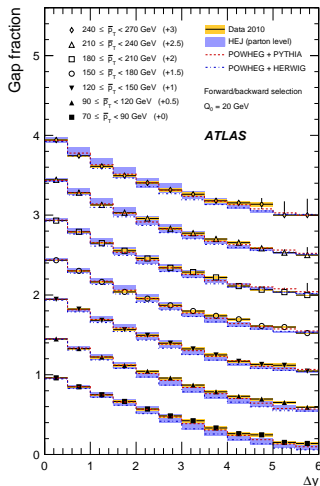 Gap fraction
6
5
4
3
2
1
0
240 ≤ p̅T < 270 GeV (+3)
210 ≤ p̅T < 240 GeV (+2.5)
180 ≤ p̅T < 210 GeV (+2)
150 ≤ p̅T < 180 GeV (+1.5)
120 ≤ p̅T < 150 GeV (+1)
90 ≤ p̅T < 120 GeV (+0.5)
70 ≤ p̅T < 90 GeV (+0)
Data 2010
HEJ (parton level)
POWHEG + PYTHIA
POWHEG + HERWIG
Forward/backward selection
Q0 = 20 GeV
ATLAS
0 1 2 3 4 5 6
Δy